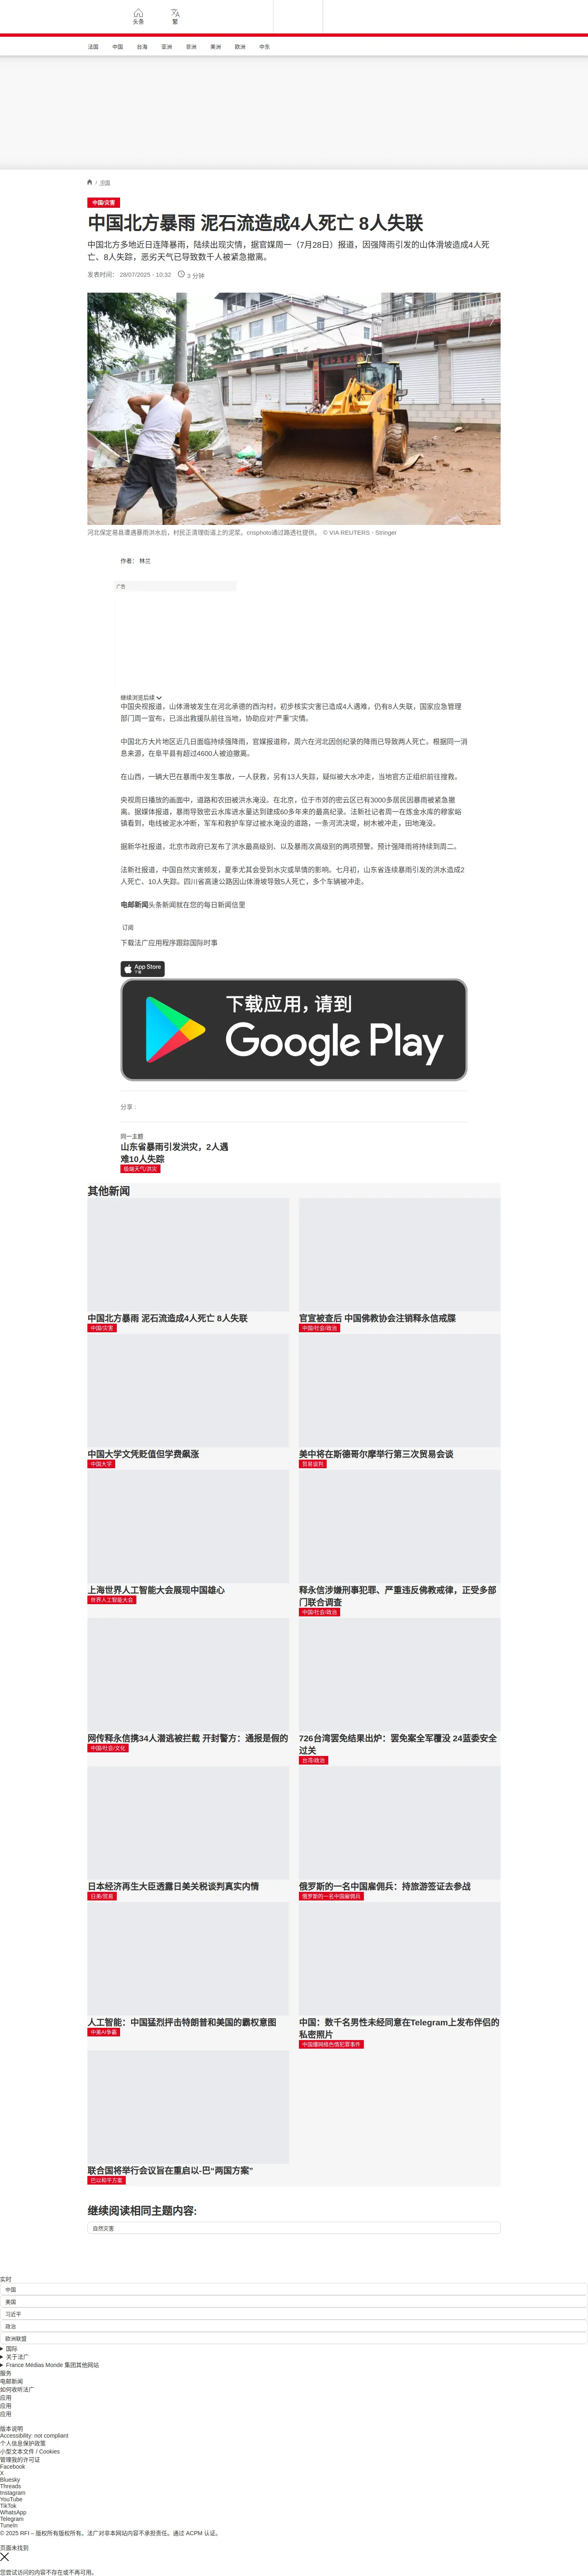 头条
繁
法国
中国
台海
亚洲
非洲
美洲
欧洲
中东
/ 中国
中国/灾害
中国北方暴雨 泥石流造成4人死亡 8人失联
中国北方多地近日连降暴雨，陆续出现灾情，据官媒周一（7月28日）报道，因强降雨引发的山体滑坡造成4人死
亡、8人失踪，恶劣天气已导致数千人被紧急撤离。
发表时间： 28/07/2025 - 10:32
3 分钟
河北保定易县遭遇暴雨洪水后，村民正清理街道上的泥浆。cnsphoto通过路透社提供。 © VIA REUTERS - Stringer
作者： 林兰
广告
继续浏览后续
中国央视报道，山体滑坡发生在河北承德的西沟村，初步核实灾害已造成4人遇难，仍有8人失联，国家应急管理
部门周一宣布，已派出救援队前往当地，协助应对“严重”灾情。
中国北方大片地区近几日面临持续强降雨，官媒报道称，周六在河北因创纪录的降雨已导致两人死亡。根据同一消
息来源，在阜平县有超过4600人被迫撤离。
在山西，一辆大巴在暴雨中发生事故，一人获救，另有13人失踪，疑似被大水冲走，当地官方正组织前往搜救。
央视周日播放的画面中，道路和农田被洪水淹没。在北京，位于市郊的密云区已有3000多居民因暴雨被紧急撤
离。据媒体报道，暴雨导致密云水库进水量达到建成60多年来的最高纪录。法新社记者周一在炼金水库的穆家峪
镇看到，电线被泥水冲断，军车和救护车穿过被水淹没的道路，一条河流决堤，树木被冲走，田地淹没。
据新华社报道，北京市政府已发布了洪水最高级别、以及暴雨次高级别的两项预警。预计强降雨将持续到周二。
法新社报道，中国自然灾害频发，夏季尤其会受到水灾或旱情的影响。七月初，山东省连续暴雨引发的洪水造成2
人死亡、10人失踪。四川省高速公路因山体滑坡导致5人死亡，多个车辆被冲走。
电邮新闻头条新闻就在您的每日新闻信里
订阅
下载法广应用程序跟踪国际时事
App Store
下载
下载应用，请到
Google Play
分享 :
同一主题
山东省暴雨引发洪灾，2人遇
难10人失踪
极端天气/洪灾
其他新闻
中国北方暴雨 泥石流造成4人死亡 8人失联
中国/灾害
官宣被查后 中国佛教协会注销释永信戒牒
中国/社会/政治
中国大学文凭贬值但学费飙涨
中国大学
美中将在斯德哥尔摩举行第三次贸易会谈
贸易谈判
上海世界人工智能大会展现中国雄心
世界人工智能大会
释永信涉嫌刑事犯罪、严重违反佛教戒律，正受多部
门联合调查
中国/社会/政治
网传释永信携34人潜逃被拦截 开封警方：通报是假的
中国/社会/文化
726台湾罢免结果出炉：罢免案全军覆没 24蓝委安全
过关
台湾/政治
日本经济再生大臣透露日美关税谈判真实内情
日美/贸易
俄罗斯的一名中国雇佣兵：持旅游签证去参战
俄罗斯的一名中国雇佣兵
人工智能：中国猛烈抨击特朗普和美国的霸权意图
中美AI争霸
中国：数千名男性未经同意在Telegram上发布伴侣的
私密照片
中国爆网络色情犯罪事件
联合国将举行会议旨在重启以-巴“两国方案”
巴以和平方案
继续阅读相同主题内容:
自然灾害
实时
中国
美国
习近平
政治
欧洲联盟
国际
关于法广
France Médias Monde 集团其他网站
服务
电邮新闻
如何收听法广
应用
应用
应用
版本说明
Accessibility: not compliant
个人信息保护政策
小型文本文件 / Cookies
管理我的许可证
Facebook
X
Bluesky
Threads
Instagram
YouTube
TikTok
WhatsApp
Telegram
TuneIn
© 2025 RFI – 版权所有版权所有。法广对非本网站内容不承担责任。通过 ACPM 认证。
页面未找到
您尝试访问的内容不存在或不再可用。